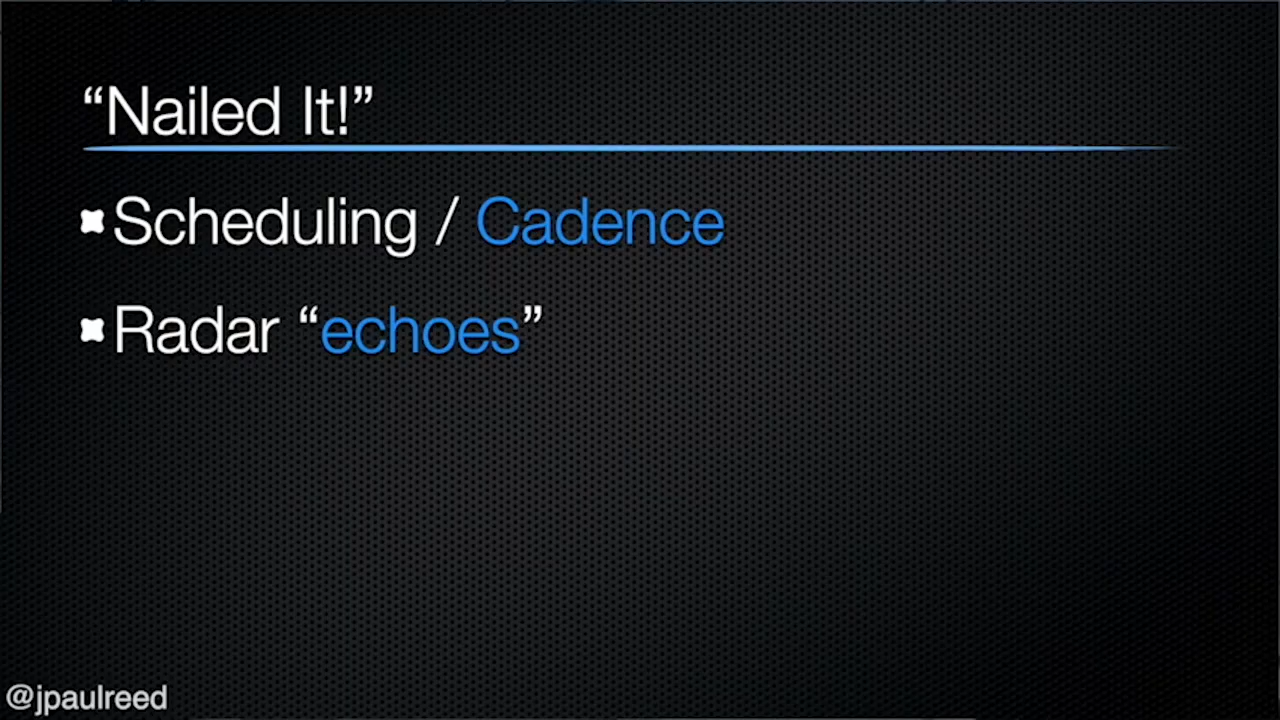 “Nailed It!”
Scheduling / Cadence
Radar “echoes”
@jpaulreed